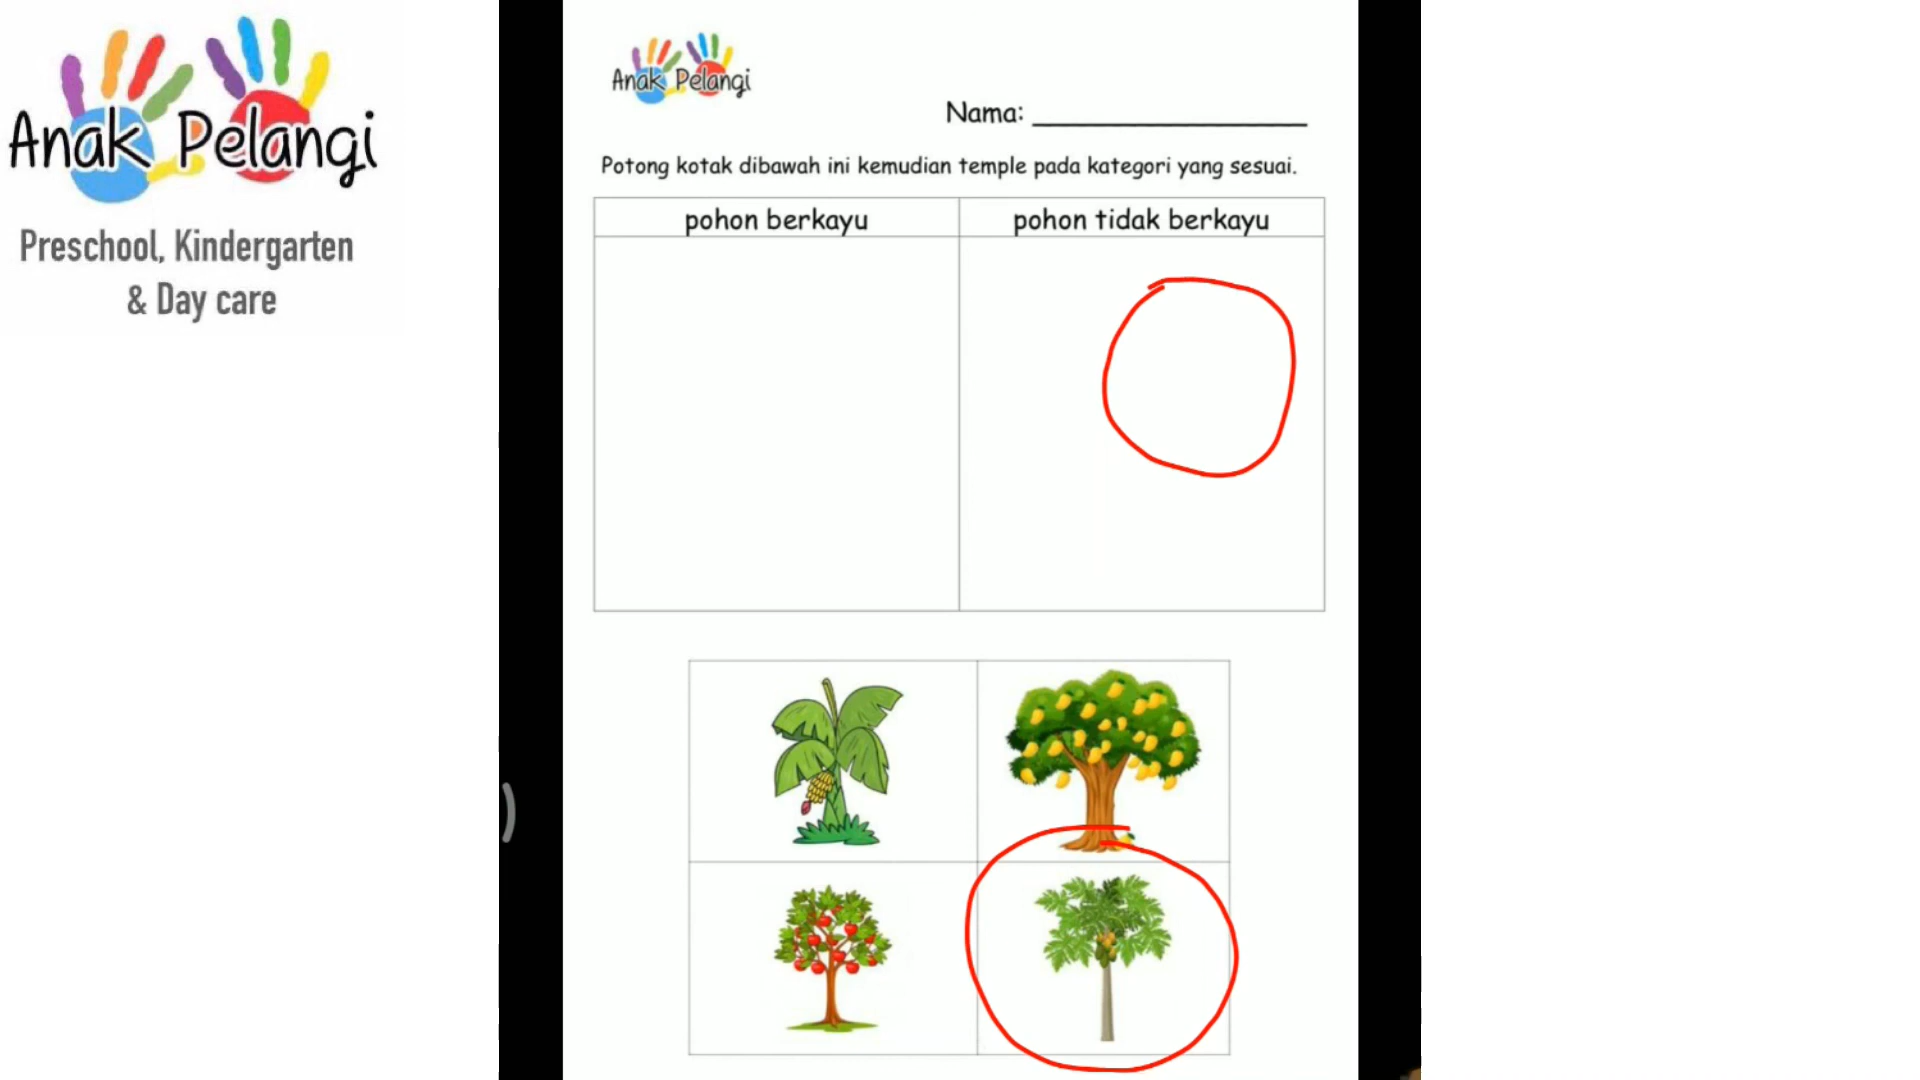 Anak Pelangi
Preschool, Kindergarten
& Day care
Anak Pelangi
Nama:
Potong kotak dibawah ini kemudian temple pada kategori yang sesuai.
pohon berkayu
pohon tidak berkayu